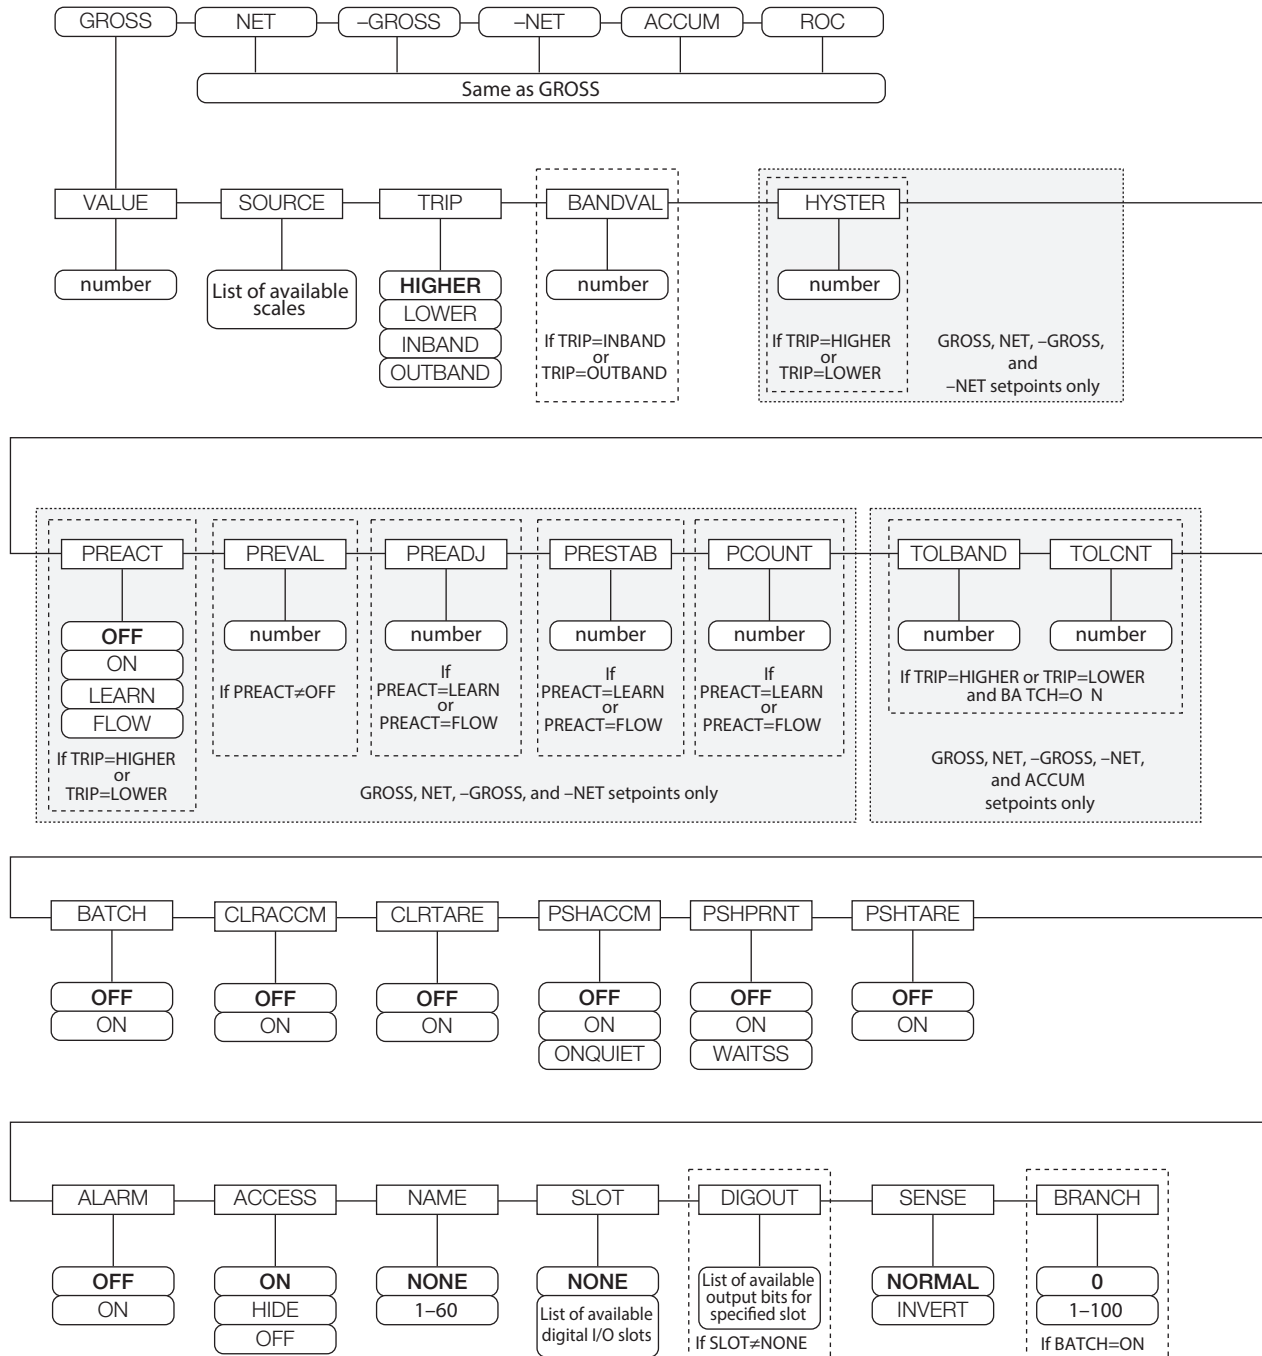 GROSS NET –GROSS –NET ACCUM ROC
Same as GROSS
VALUE SOURCE TRIP BANDVAL HYSTER
number
List of available
scales
HIGHER
LOWER
INBAND
OUTBAND
number
If TRIP=INBAND
or
TRIP=OUTBAND
number
If TRIP=HIGHER
or
TRIP=LOWER
GROSS, NET, –GROSS,
and
–NET setpoints only
PREACT PREVAL PREADJ PRESTAB PCOUNT TOLBAND TOLCNT
OFF
ON
LEARN
FLOW
If TRIP=HIGHER
or
TRIP=LOWER
number
If PREACT≠OFF
number
If
PREACT=LEARN
or
PREACT=FLOW
number
If
PREACT=LEARN
or
PREACT=FLOW
number
If
PREACT=LEARN
or
PREACT=FLOW
GROSS, NET, –GROSS, and –NET setpoints only
number number
If TRIP=HIGHER or TRIP=LOWER
and BA TCH=O N
GROSS, NET, –GROSS, –NET,
and ACCUM
setpoints only
BATCH CLRACCM CLRTARE PSHACCM PSHPRNT PSHTARE
OFF
ON
OFF
ON
OFF
ON
OFF
ON
ONQUIET
OFF
ON
WAITSS
OFF
ON
ALARM ACCESS NAME SLOT DIGOUT SENSE BRANCH
OFF
ON
ON
HIDE
OFF
NONE
1–60
NONE
List of available
digital I/O slots
List of available
output bits for
specified slot
If SLOT≠NONE
NORMAL
INVERT
0
1–100
If BATCH=ON